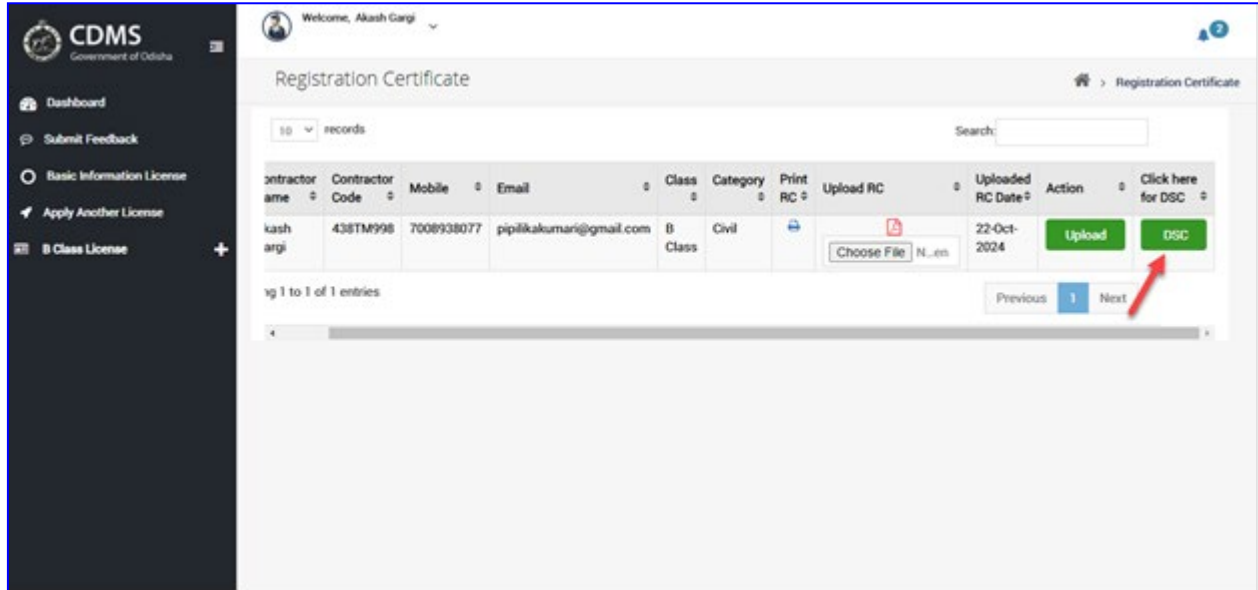 CDMS
Government of Odisha
Welcome, Akash Gargi
2
Registration Certificate
> Registration Certificate
Dashboard
Submit Feedback
Basic Information License
Apply Another License
B Class License
10 records
Search:
ontractor Contractor Mobile Email Class Category Print Upload RC Uploaded Action Click here
ame Code RC RC Date for DSC
kash 438TM998 7008938077 pipilikakumari@gmail.com B Civil 22-Oct- Upload DSC
argi Class Choose File N...en 2024
ng 1 to 1 of 1 entries
Previous 1 Next